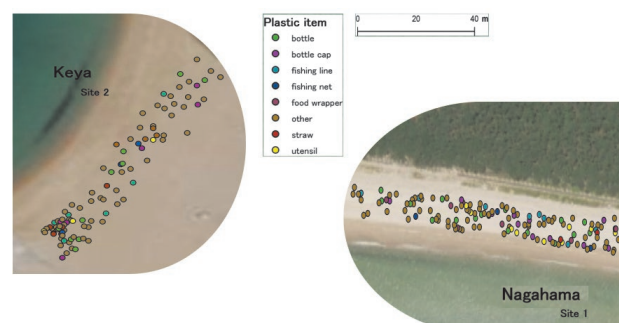 Keya
Site 2
Plastic item
bottle
bottle cap
fishing line
fishing net
food wrapper
other
straw
utensil
0 20 40 m
Nagahama
Site 1